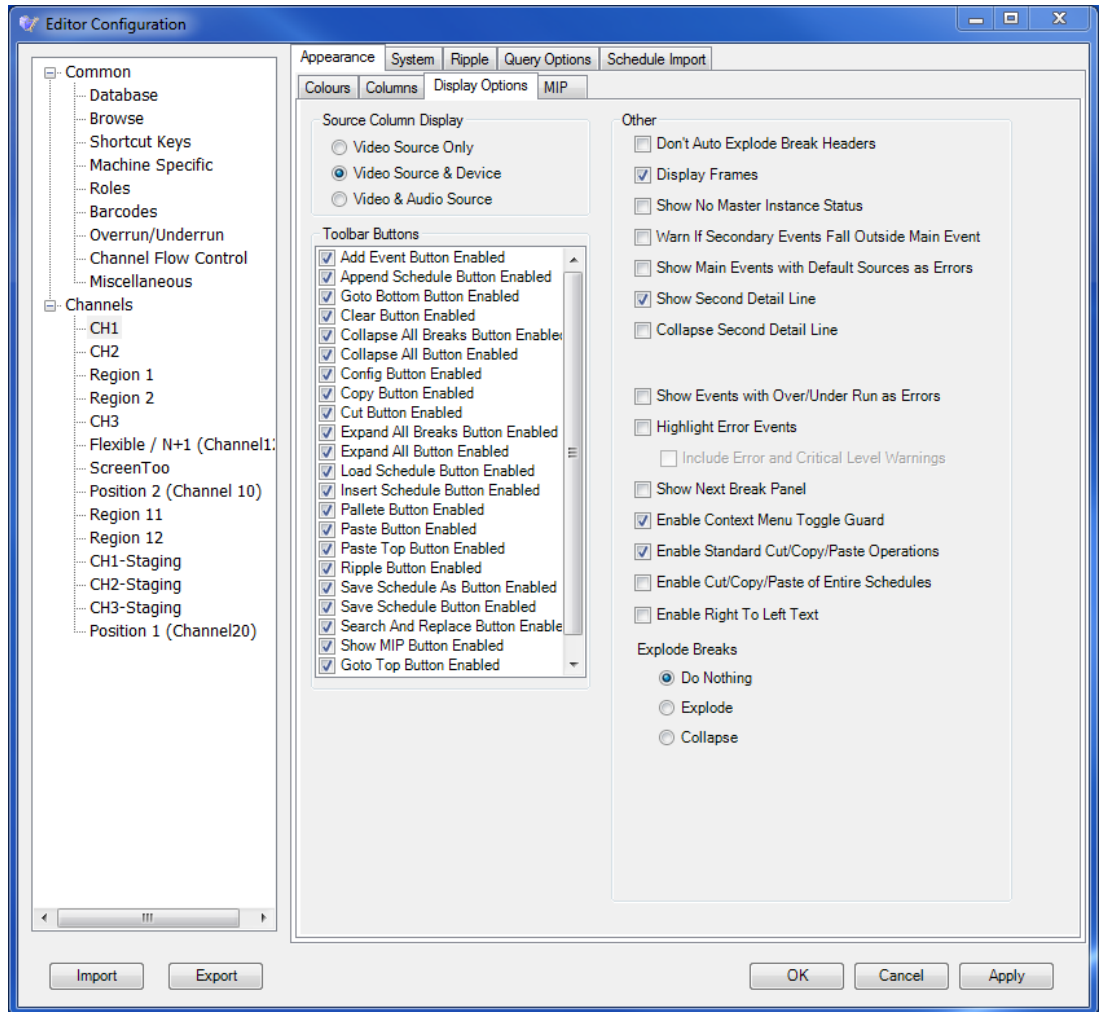 Editor Configuration
Common
Database
Browse
Shortcut Keys
Machine Specific
Roles
Barcodes
Overrun/Underrun
Channel Flow Control
Miscellaneous
Channels
CH1
CH2
Region 1
Region 2
CH3
Flexible / N+1 (Channel1
ScreenToo
Position 2 (Channel 10)
Region 11
Region 12
CH1-Staging
CH2-Staging
CH3-Staging
Position 1 (Channel20)
Appearance System Ripple Query Options Schedule Import
Colours Columns Display Options MIP
Source Column Display
Video Source Only
Video Source & Device
Video & Audio Source
Toolbar Buttons
Add Event Button Enabled
Append Schedule Button Enabled
Goto Bottom Button Enabled
Clear Button Enabled
Collapse All Breaks Button Enable
Collapse All Button Enabled
Config Button Enabled
Copy Button Enabled
Cut Button Enabled
Expand All Breaks Button Enabled
Expand All Button Enabled
Load Schedule Button Enabled
Insert Schedule Button Enabled
Pallete Button Enabled
Paste Button Enabled
Paste Top Button Enabled
Ripple Button Enabled
Save Schedule As Button Enabled
Save Schedule Button Enabled
Search And Replace Button Enable
Show MIP Button Enabled
Goto Top Button Enabled
Other
Don't Auto Explode Break Headers
Display Frames
Show No Master Instance Status
Warn If Secondary Events Fall Outside Main Event
Show Main Events with Default Sources as Errors
Show Second Detail Line
Collapse Second Detail Line
Show Events with Over/Under Run as Errors
Highlight Error Events
Include Error and Critical Level Warnings
Show Next Break Panel
Enable Context Menu Toggle Guard
Enable Standard Cut/Copy/Paste Operations
Enable Cut/Copy/Paste of Entire Schedules
Enable Right To Left Text
Explode Breaks
Do Nothing
Explode
Collapse
Import Export OK Cancel Apply